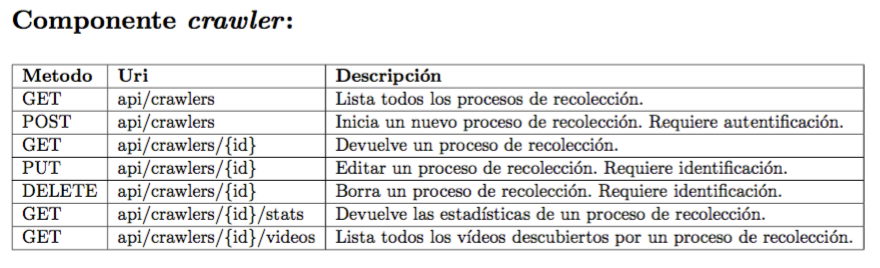 Componente crawler:
Metodo Uri Descripción
GET api/crawlers Lista todos los procesos de recolección.
POST api/crawlers Inicia un nuevo proceso de recolección. Requiere autentificación.
GET api/crawlers/{id} Devuelve un proceso de recolección.
PUT api/crawlers/{id} Editar un proceso de recolección. Requiere identificación.
DELETE api/crawlers/{id} Borra un proceso de recolección. Requiere identificación.
GET api/crawlers/{id}/stats Devuelve las estadísticas de un proceso de recolección.
GET api/crawlers/{id}/videos Lista todos los vídeos descubiertos por un proceso de recolección.